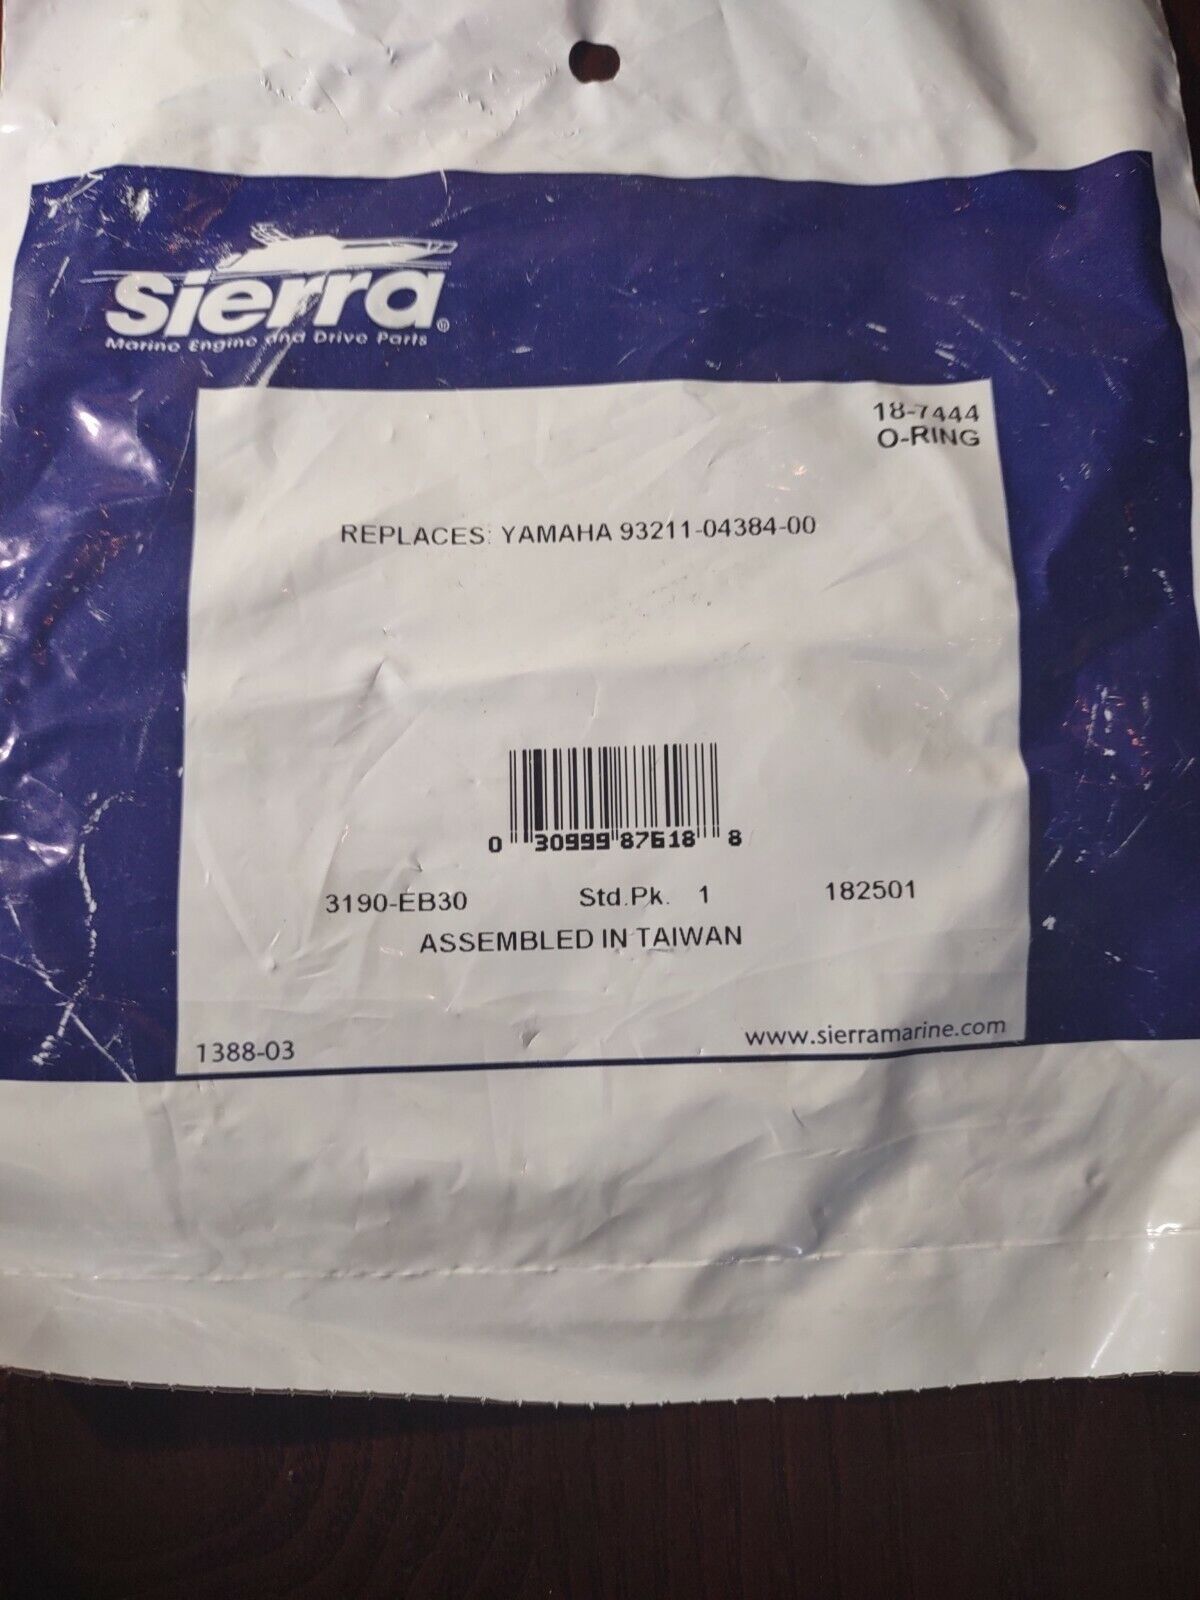 Sierra®
Marine Engine and Drive Parts
18-7444
O-RING
REPLACES: YAMAHA 93211-04384-00
0 30999 87618 8
3190-EB30 Std.Pk. 1 182501
ASSEMBLED IN TAIWAN
1388-03 www.sierramarine.com